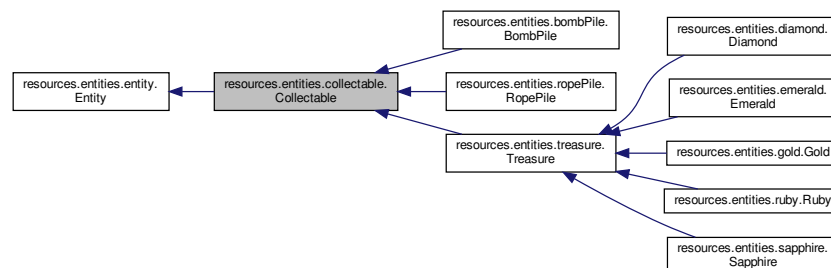 resources.entities.entity.
Entity
resources.entities.collectable.
Collectable
resources.entities.bombPile.
BombPile
resources.entities.ropePile.
RopePile
resources.entities.treasure.
Treasure
resources.entities.diamond.
Diamond
resources.entities.emerald.
Emerald
resources.entities.gold.Gold
resources.entities.ruby.Ruby
resources.entities.sapphire.
Sapphire